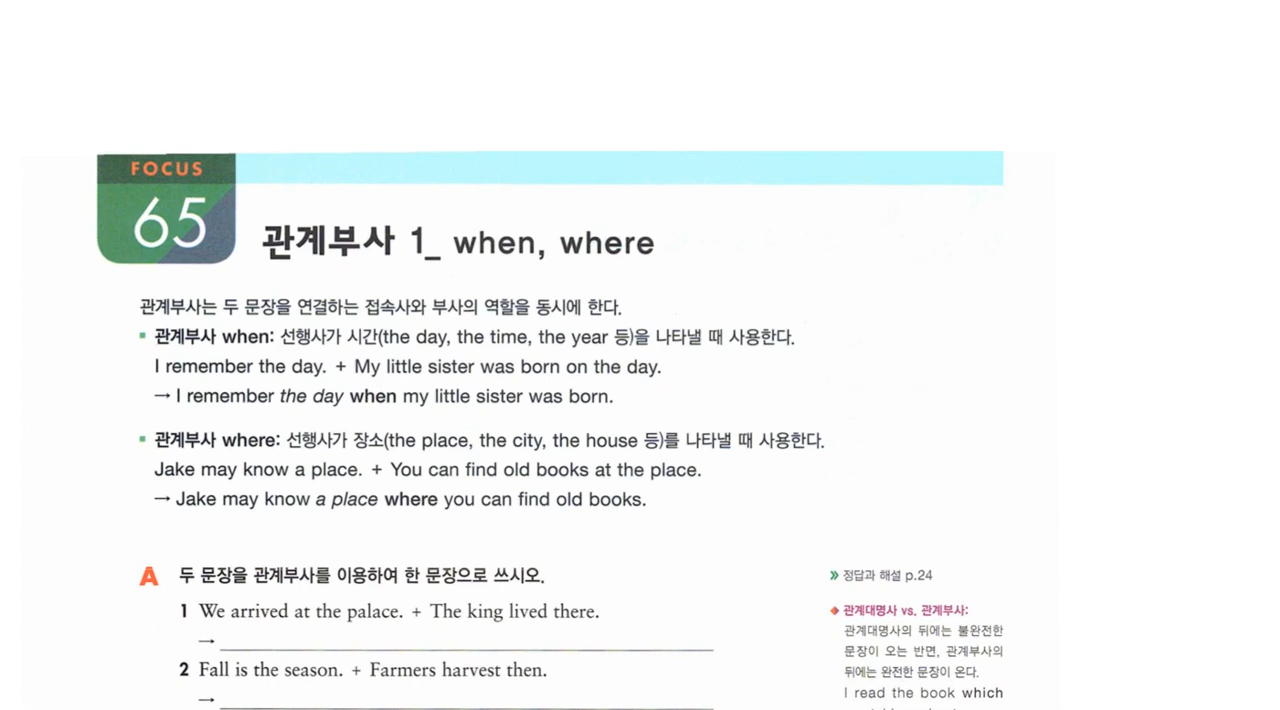 FOCUS
65
관계부사 1_ when, where
관계부사는 두 문장을 연결하는 접속사와 부사의 역할을 동시에 한다.
▪ 관계부사 when: 선행사가 시간(the day, the time, the year 등)을 나타낼 때 사용한다.
I remember the day. + My little sister was born on the day.
→ I remember the day when my little sister was born.
▪ 관계부사 where: 선행사가 장소(the place, the city, the house 등)를 나타낼 때 사용한다.
Jake may know a place. + You can find old books at the place.
→ Jake may know a place where you can find old books.
A 두 문장을 관계부사를 이용하여 한 문장으로 쓰시오.
1 We arrived at the palace. + The king lived there.
→
2 Fall is the season. + Farmers harvest then.
→
» 정답과 해설 p.24
◆ 관계대명사 vs. 관계부사:
관계대명사의 뒤에는 불완전한
문장이 오는 반면, 관계부사의
뒤에는 완전한 문장이 온다.
I read the book which